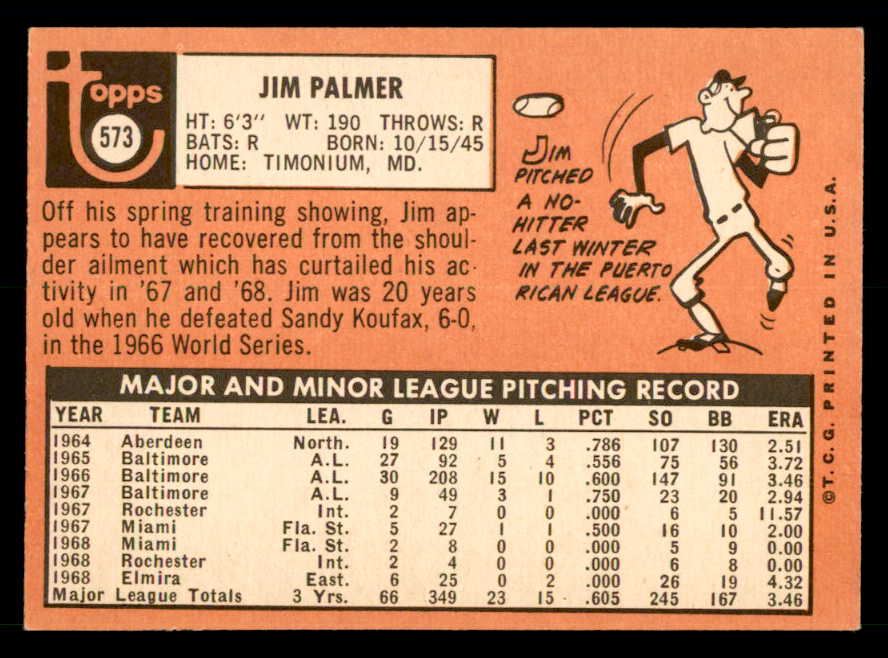 topps
573
JIM PALMER
HT: 6'3" WT: 190 THROWS: R
BATS: R BORN: 10/15/45
HOME: TIMONIUM, MD.
Off his spring training showing, Jim ap-
pears to have recovered from the shoul-
der ailment which has curtailed his ac-
tivity in '67 and '68. Jim was 20 years
old when he defeated Sandy Koufax, 6-0,
in the 1966 World Series.
JIM
PITCHED
A NO-
HITTER
LAST WINTER
IN THE PUERTO
RICAN LEAGUE.
MAJOR AND MINOR LEAGUE PITCHING RECORD
YEAR TEAM LEA. G IP W L PCT SO BB ERA
1964 Aberdeen North. 19 129 11 3 .786 107 130 2.51
1965 Baltimore A.L. 27 92 5 4 .556 75 56 3.72
1966 Baltimore A.L. 30 208 15 10 .600 147 91 3.46
1967 Baltimore A.L. 9 49 3 1 .750 23 20 2.94
1967 Rochester Int. 2 7 0 0 .000 6 5 11.57
1967 Miami Fla. St. 5 27 1 1 .500 16 10 2.00
1968 Miami Fla. St. 2 8 0 0 .000 5 9 0.00
1968 Rochester Int. 2 4 0 0 .000 6 8 0.00
1968 Elmira East. 6 25 0 2 .000 26 19 4.32
Major League Totals 3 Yrs. 66 349 23 15 .605 245 167 3.46
©T. C. G. PRINTED IN U.S.A.